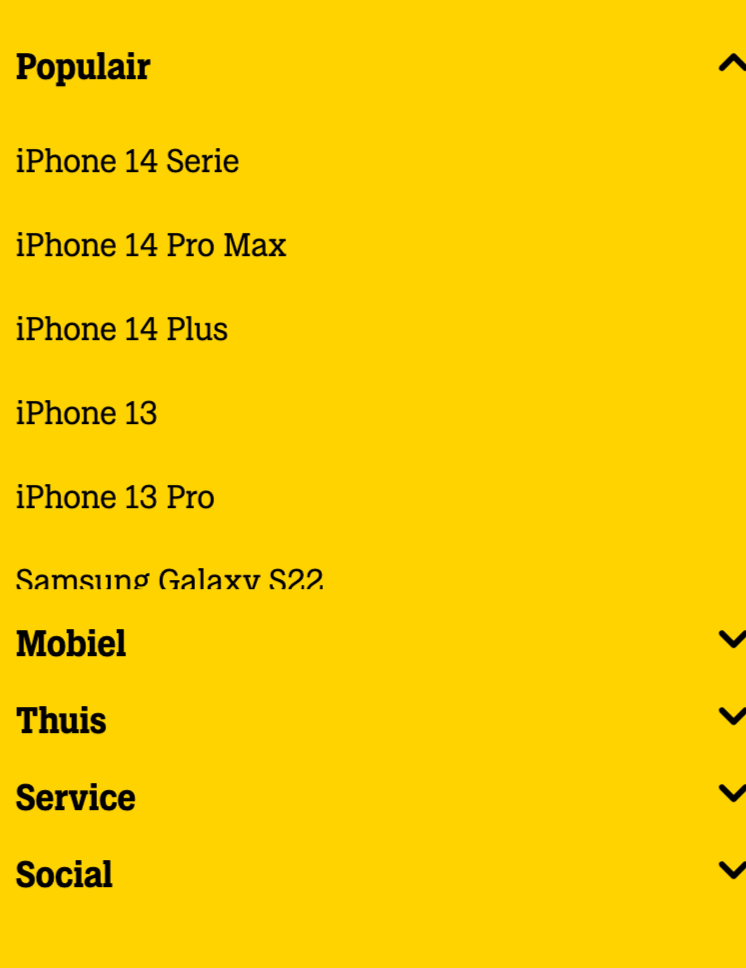 Populair
iPhone 14 Serie
iPhone 14 Pro Max
iPhone 14 Plus
iPhone 13
iPhone 13 Pro
Samsung Galaxy S22
Mobiel
Thuis
Service
Social